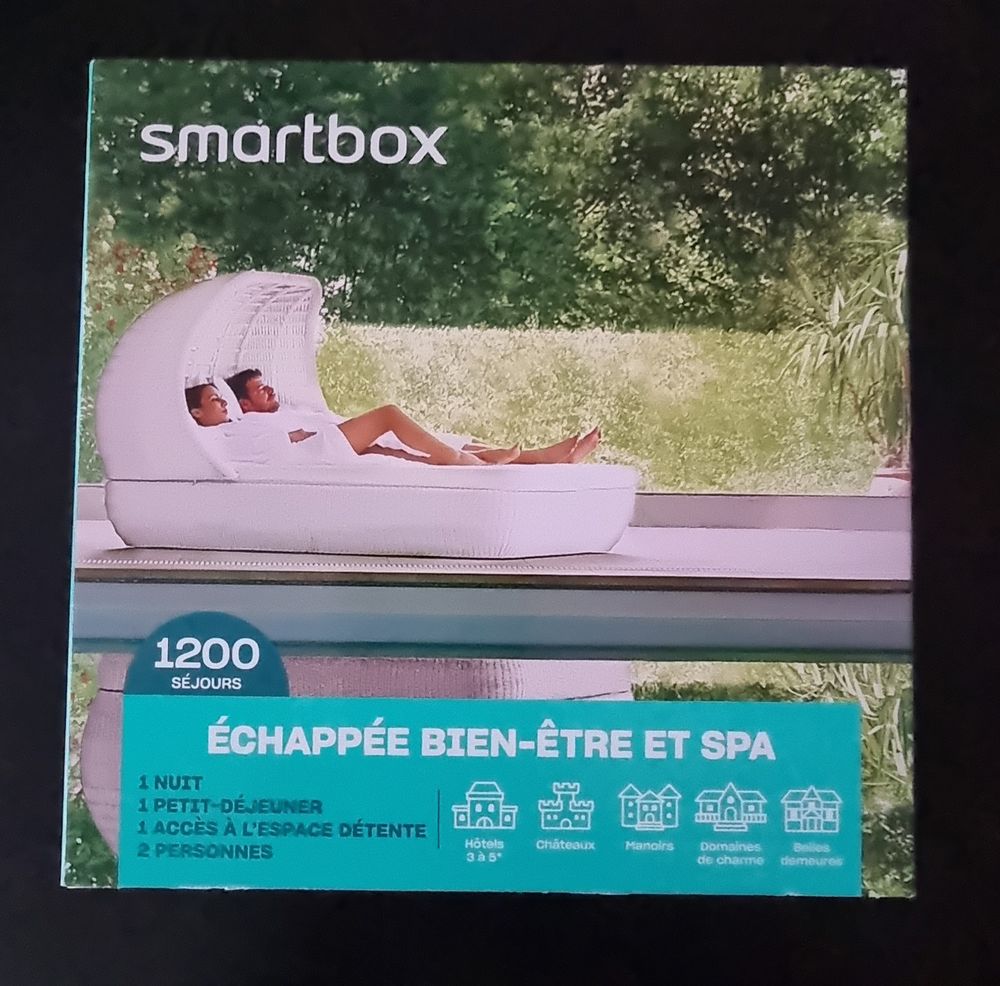 smartbox
1200
SÉJOURS
ÉCHAPPÉE BIEN-ÊTRE ET SPA
1 NUIT
1 PETIT-DÉJEUNER
1 ACCÈS À L'ESPACE DÉTENTE
2 PERSONNES
Hôtels
3 à 5*
Châteaux
Manoirs
Domaines
de charme
Belles
demeures